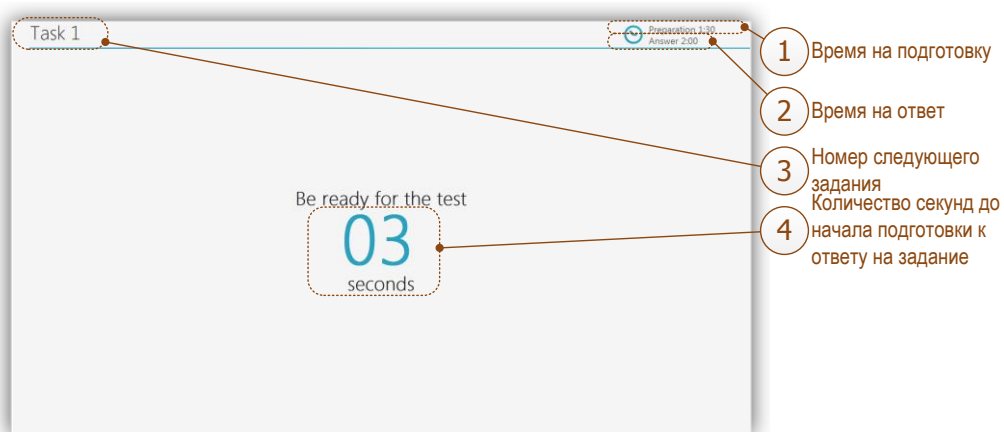 Task 1
Preparation 1:30
Answer 2:00
Be ready for the test
03
seconds
1 Время на подготовку
2 Время на ответ
3 Номер следующего
задания
4 Количество секунд до
начала подготовки к
ответу на задание